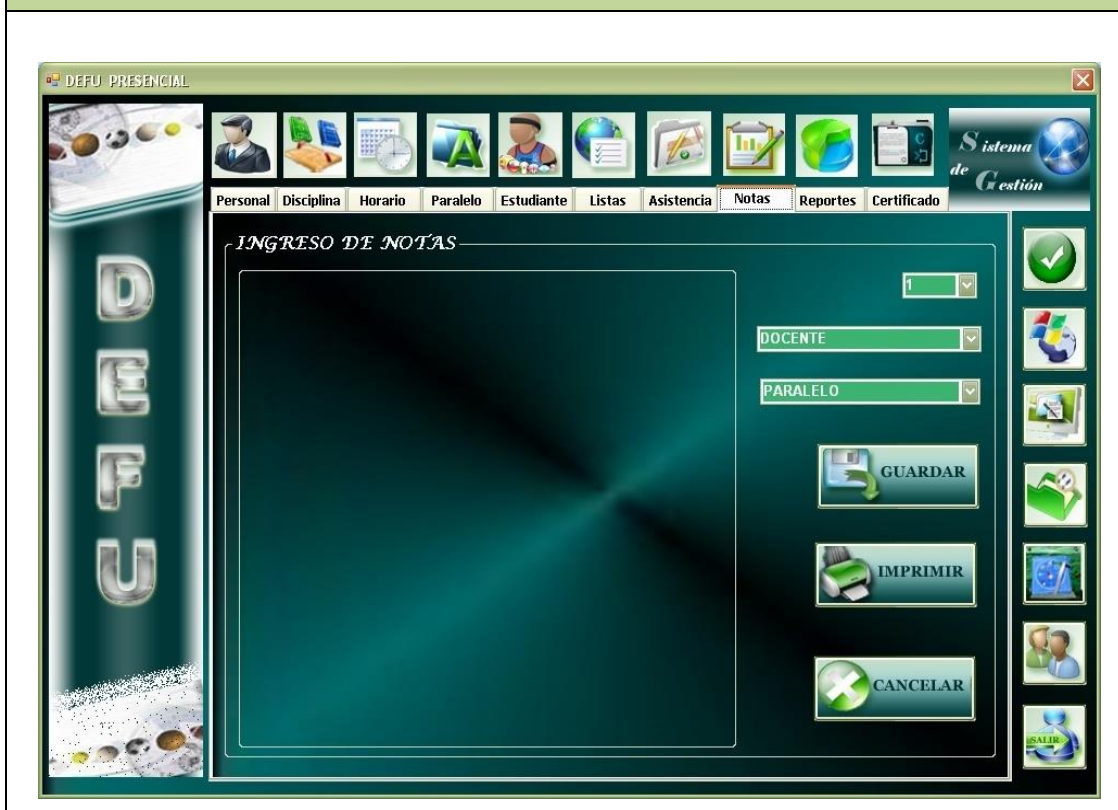 DEFU PRESENCIAL
Sistema
de
Gestión
Personal Disciplina Horario Paralelo Estudiante Listas Asistencia Notas Reportes Certificado
INGRESO DE NOTAS
1
DOCENTE
PARALELO
GUARDAR
IMPRIMIR
CANCELAR
SALIR
D
E
F
U